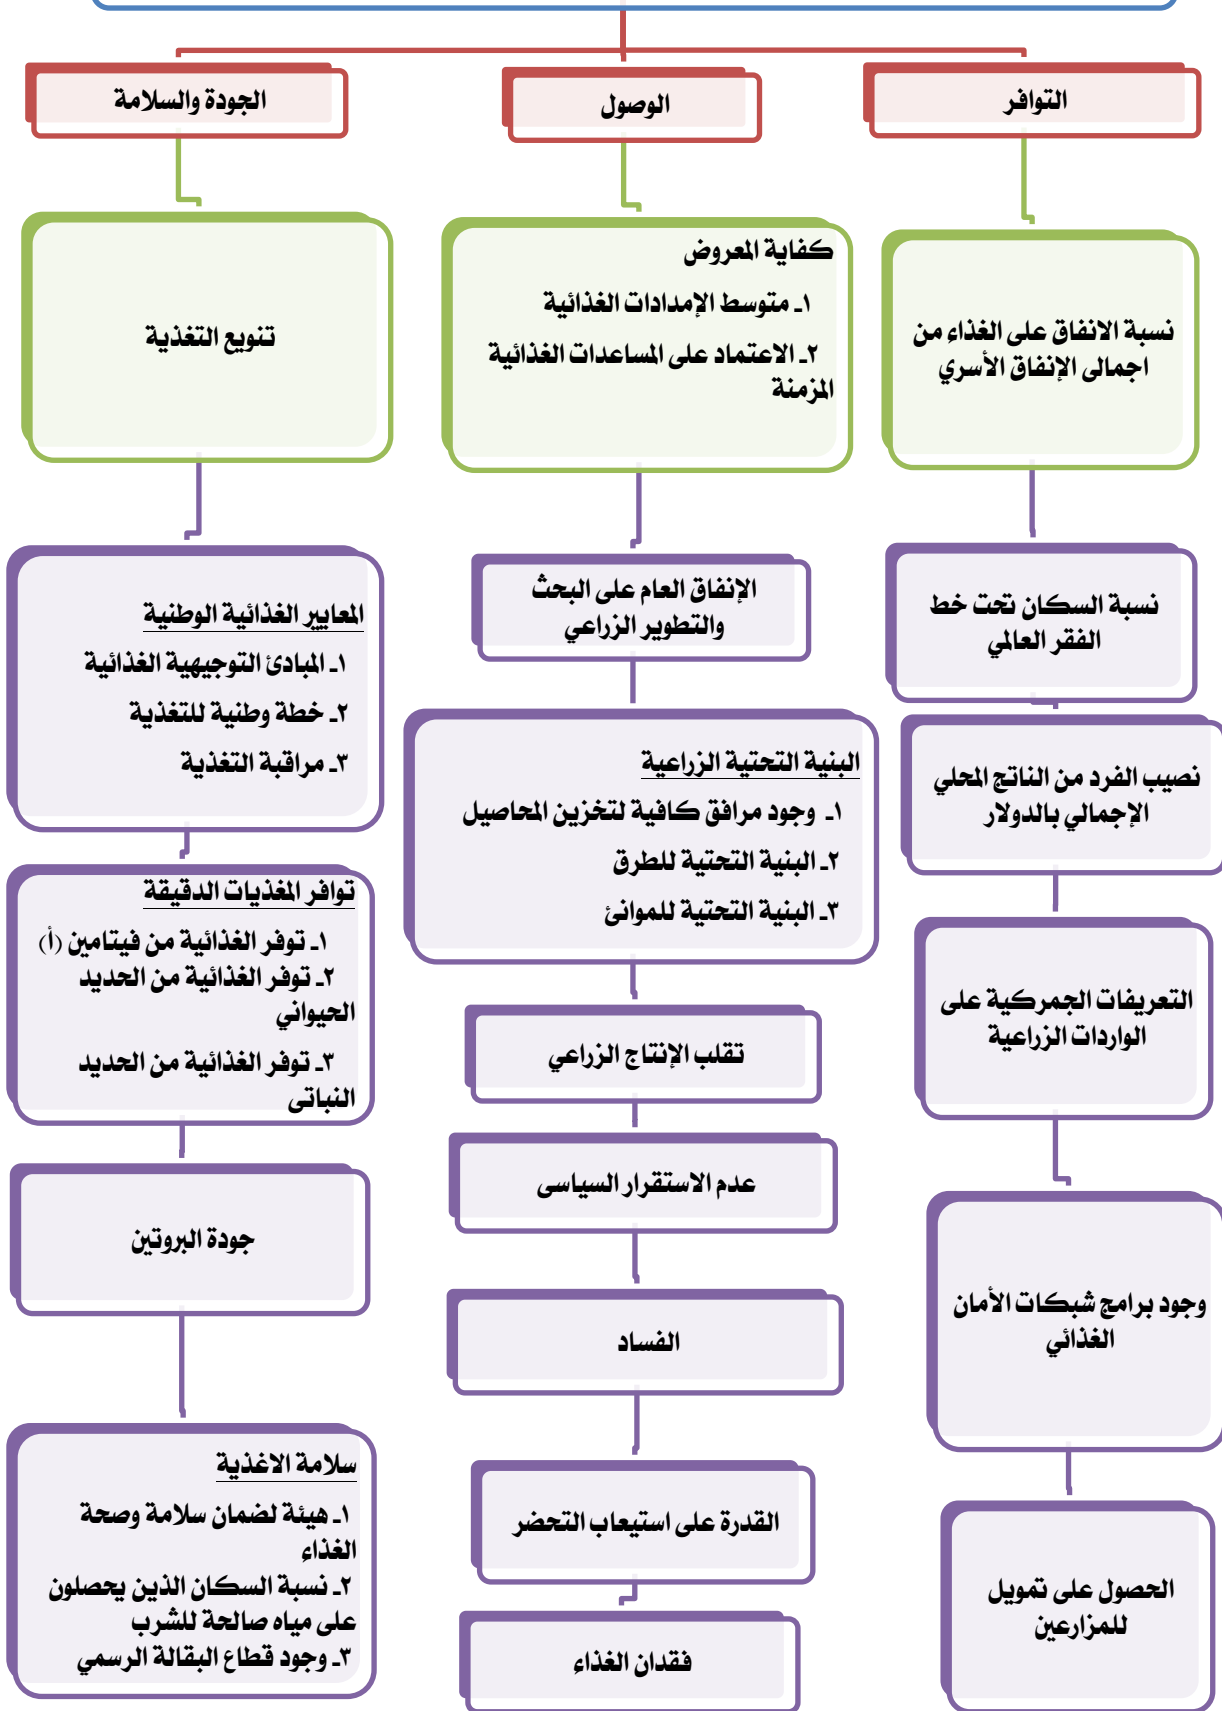 التوافر
الوصول
الجودة والسلامة
نسبة الانفاق على الغذاء من
اجمالى الإنفاق الأسري
نسبة السكان تحت خط
الفقر العالمي
نصيب الفرد من الناتج المحلي
الإجمالي بالدولار
التعريفات الجمركية على
الواردات الزراعية
وجود برامج شبكات الأمان
الغذائي
الحصول على تمويل
للمزارعين
كفاية المعروض
١ـ متوسط الإمدادات الغذائية
٢ـ الاعتماد على المساعدات الغذائية
المزمنة
الإنفاق العام على البحث
والتطوير الزراعي
البنية التحتية الزراعية
١ـ وجود مرافق كافية لتخزين المحاصيل
٢ـ البنية التحتية للطرق
٣ـ البنية التحتية للموانئ
تقلب الإنتاج الزراعي
عدم الاستقرار السياسى
الفساد
القدرة على استيعاب التحضر
فقدان الغذاء
تنويع التغذية
المعايير الغذائية الوطنية
١ـ المبادئ التوجيهية الغذائية
٢ـ خطة وطنية للتغذية
٣ـ مراقبة التغذية
توافر المغذيات الدقيقة
١ـ توفر الغذائية من فيتامين (أ)
٢ـ توفر الغذائية من الحديد
الحيواني
٣ـ توفر الغذائية من الحديد
النباتى
جودة البروتين
سلامة الاغذية
١ـ هيئة لضمان سلامة وصحة
الغذاء
٢ـ نسبة السكان الذين يحصلون
على مياه صالحة للشرب
٣ـ وجود قطاع البقالة الرسمي